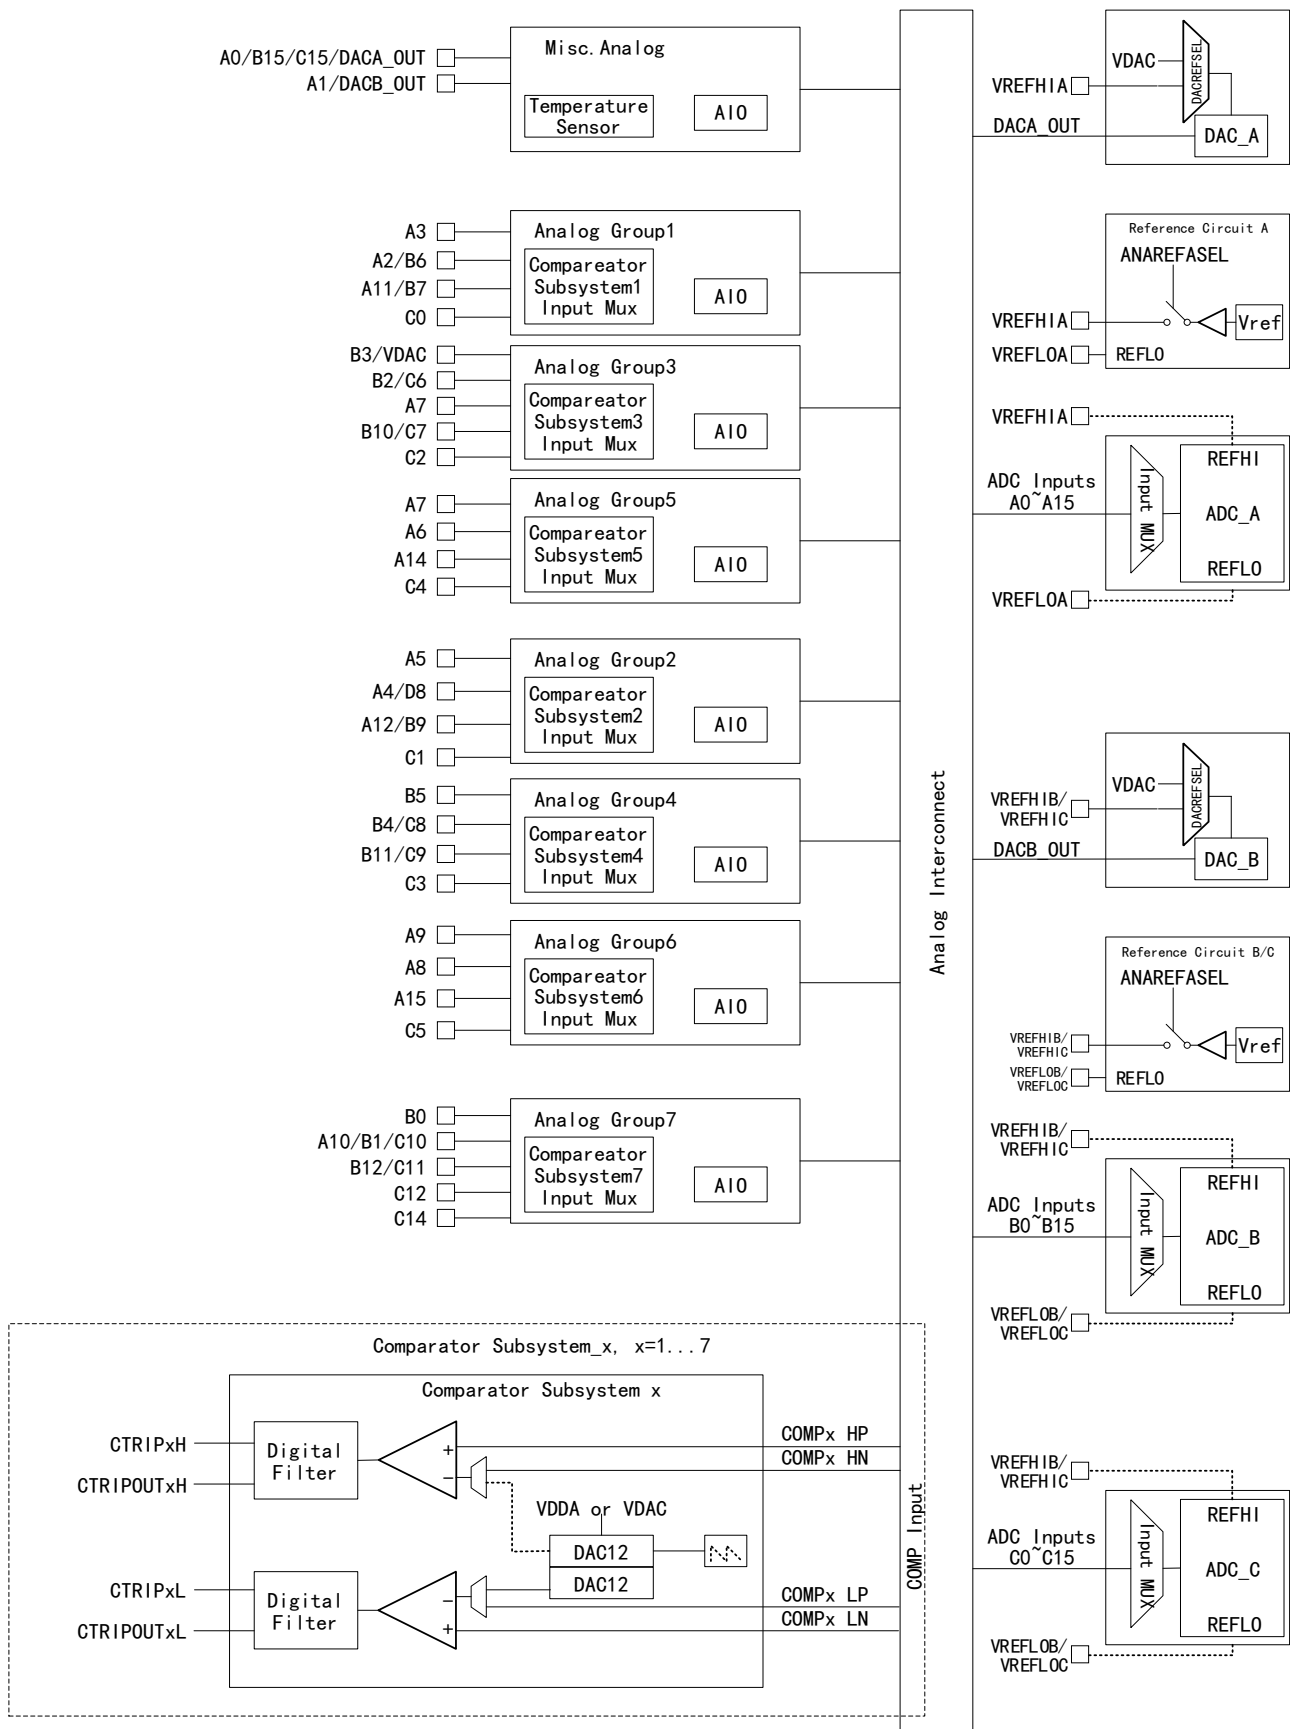 A0/B15/C15/DACA_OUT
A1/DACB_OUT
Misc.Analog
Temperature
Sensor
AIO
A3
A2/B6
A11/B7
C0
Analog Group1
Compareator
Subsystem1
Input Mux
AIO
B3/VDAC
B2/C6
A7
B10/C7
C2
Analog Group3
Compareator
Subsystem3
Input Mux
AIO
A7
A6
A14
C4
Analog Group5
Compareator
Subsystem5
Input Mux
AIO
A5
A4/D8
A12/B9
C1
Analog Group2
Compareator
Subsystem2
Input Mux
AIO
B5
B4/C8
B11/C9
C3
Analog Group4
Compareator
Subsystem4
Input Mux
AIO
A9
A8
A15
C5
Analog Group6
Compareator
Subsystem6
Input Mux
AIO
B0
A10/B1/C10
B12/C11
C12
C14
Analog Group7
Compareator
Subsystem7
Input Mux
AIO
Analog Interconnect
VREFHIA
DACA_OUT
VDAC
DACREFSEL
DAC_A
Reference Circuit A
ANAREFASEL
VREFHIA
Vref
VREFLOA
REFLO
VREFHIA
ADC Inputs
A0~A15
Input MUX
REFHI
ADC_A
REFLO
VREFLOA
VDAC
DACREFSEL
VREFHIB/
VREFHIC
DACB_OUT
DAC_B
Reference Circuit B/C
ANAREFASEL
VREFHIB/
VREFHIC
Vref
VREFLOB/
VREFLOC
REFLO
VREFHIB/
VREFHIC
ADC Inputs
B0~B15
Input MUX
REFHI
ADC_B
REFLO
VREFLOB/
VREFLOC
VREFHIB/
VREFHIC
ADC Inputs
C0~C15
Input MUX
REFHI
ADC_C
REFLO
VREFLOB/
VREFLOC
Comparator Subsystem_x, x=1...7
Comparator Subsystem x
CTRIPxH
CTRIPOUTxH
Digital
Filter
+
−
COMPx HP
COMPx HN
VDDA or VDAC
DAC12
DAC12
CTRIPxL
CTRIPOUTxL
Digital
Filter
−
+
COMPx LP
COMPx LN
COMP Input